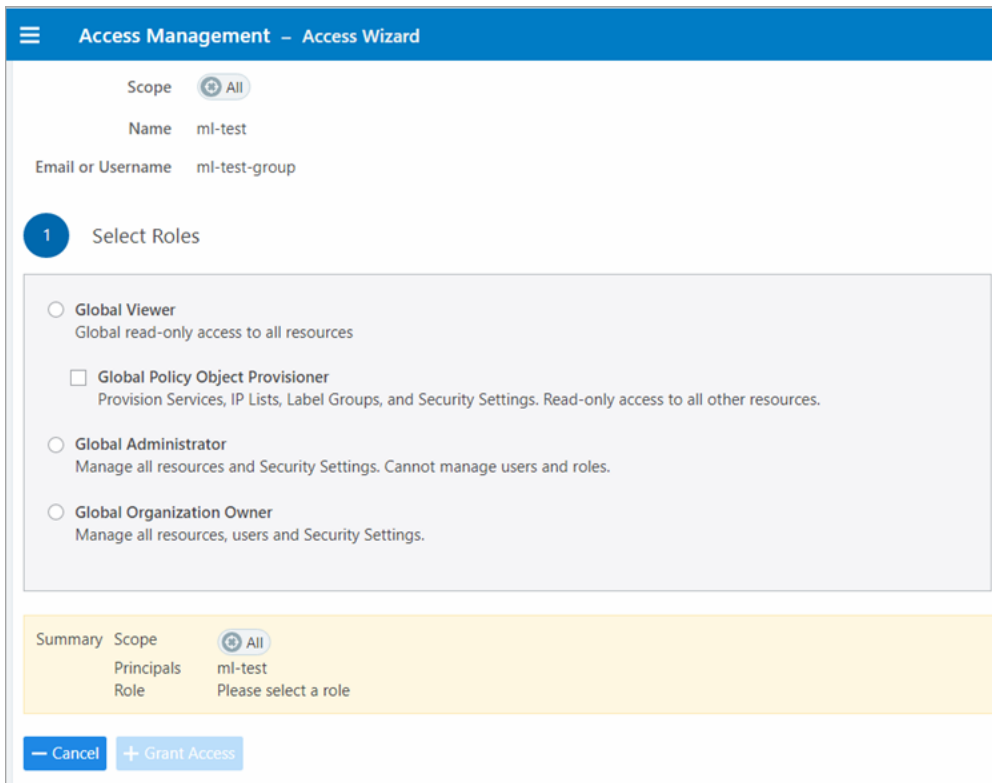 Access Management – Access Wizard
Scope All
Name ml-test
Email or Username ml-test-group
1 Select Roles
Global Viewer
Global read-only access to all resources
Global Policy Object Provisioner
Provision Services, IP Lists, Label Groups, and Security Settings. Read-only access to all other resources.
Global Administrator
Manage all resources and Security Settings. Cannot manage users and roles.
Global Organization Owner
Manage all resources, users and Security Settings.
Summary Scope All
Principals ml-test
Role Please select a role
Cancel Grant Access